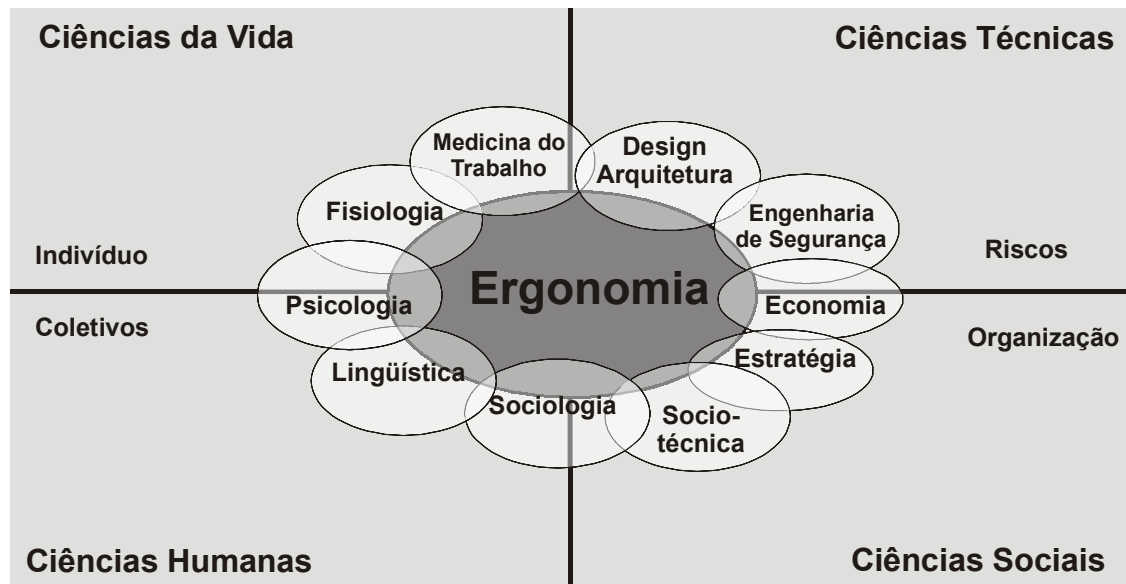 Ciências da Vida
Ciências Técnicas
Medicina do
Trabalho
Design
Arquitetura
Fisiologia
Engenharia
de Segurança
Indivíduo
Riscos
Ergonomia
Psicologia
Economia
Coletivos
Organização
Lingüística
Estratégia
Sociologia
Socio-
técnica
Ciências Humanas
Ciências Sociais